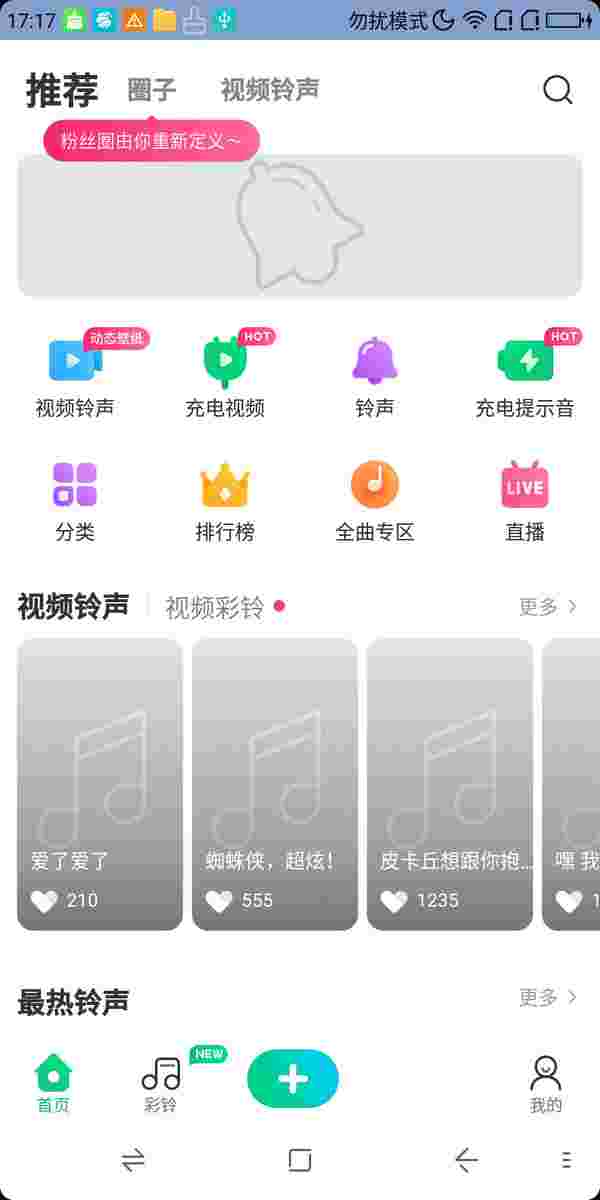 17:17 勿扰模式
推荐 圈子 视频铃声
粉丝圈由你重新定义～
动态壁纸 HOT HOT
视频铃声 充电视频 铃声 充电提示音
LIVE
分类 排行榜 全曲专区 直播
视频铃声 视频彩铃 更多
爱了爱了 蜘蛛侠，超炫！ 皮卡丘想跟你抱... 嘿 我
210 555 1235 1
最热铃声 更多
NEW
首页 彩铃 我的